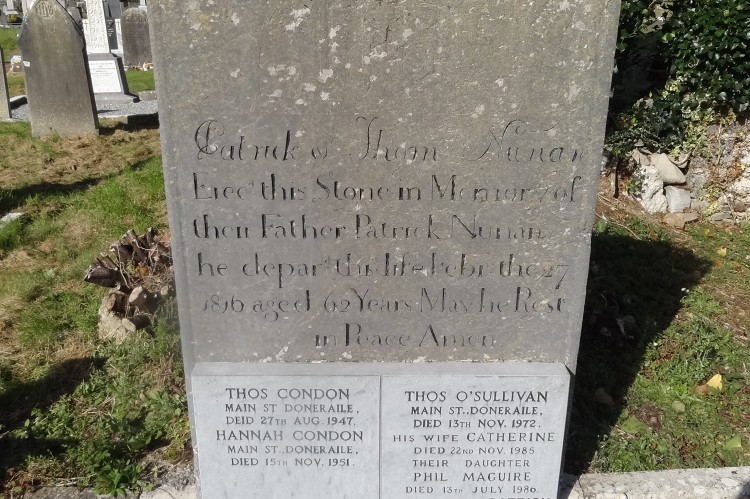 Patrick & Thom Nunan
Erec this Stone in Memory of
their Father Patrick Nunan
he depar this life Febr the 27
1816 aged 62 Years May he Rest
in Peace Amen
THOS CONDON
MAIN ST DONERAILE,
DEID 27TH AUG. 1947.
HANNAH CONDON
MAIN ST., DONERAILE,
DIED 15TH NOV. 1951.
THOS O'SULLIVAN
MAIN ST., DONERAILE,
DIED 13TH NOV. 1972.
HIS WIFE CATHERINE
DIED 22ND NOV. 1985
THEIR DAUGHTER
PHIL MAGUIRE
DIED 13TH JULY 1986